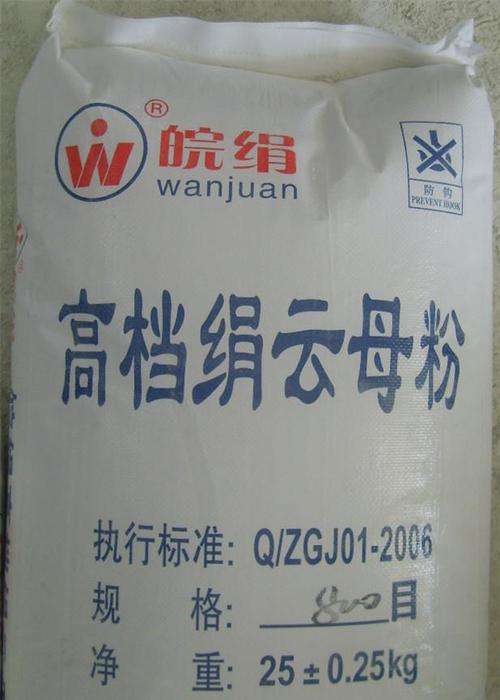 ®
皖绢
wanjuan
防钩
PREVENT HOOK
高档绢云母粉
执行标准: Q/ZGJ01-2006
规格: 800目
净重: 25±0.25kg